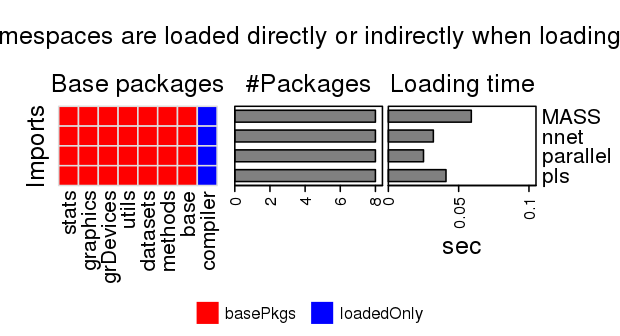 mespaces are loaded directly or indirectly when loading
Base packages
#Packages
Loading time
Imports
MASS
nnet
parallel
pls
stats
graphics
grDevices
utils
datasets
methods
base
compiler
0 2 4 6 8
0 0.05 0.1
sec
basePkgs loadedOnly